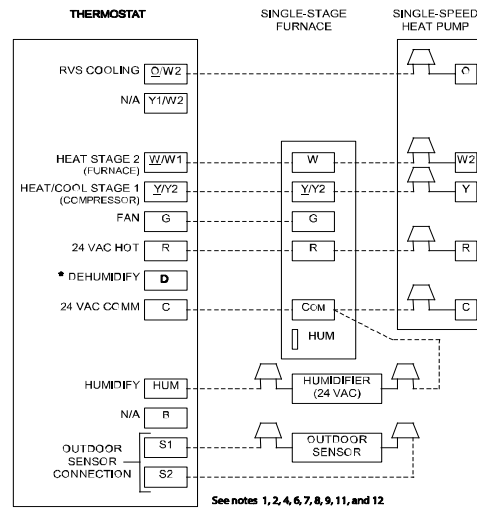 THERMOSTAT
SINGLE-STAGE
FURNACE
SINGLE-SPEED
HEAT PUMP
RVS COOLING O/W2 O
N/A Y1/W2
HEAT STAGE 2
(FURNACE) W/W1 W W2
HEAT/COOL STAGE 1
(COMPRESSOR) Y/Y2 Y/Y2 Y
FAN G G
24 VAC HOT R R R
* DEHUMIDIFY D
24 VAC COMM C COM C
HUM
HUMIDIFY HUM HUMIDIFIER
(24 VAC)
N/A B
OUTDOOR
SENSOR
CONNECTION
S1
S2
OUTDOOR
SENSOR
See notes 1, 2, 4, 6, 7, 8, 9, 11, and 12